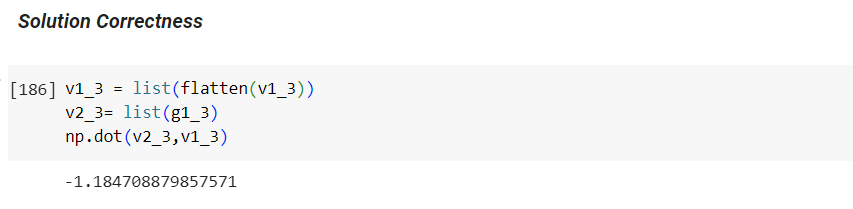 Solution Correctness
[186] v1_3 = list(flatten(v1_3))
v2_3= list(g1_3)
np.dot(v2_3,v1_3)
-1.184708879857571